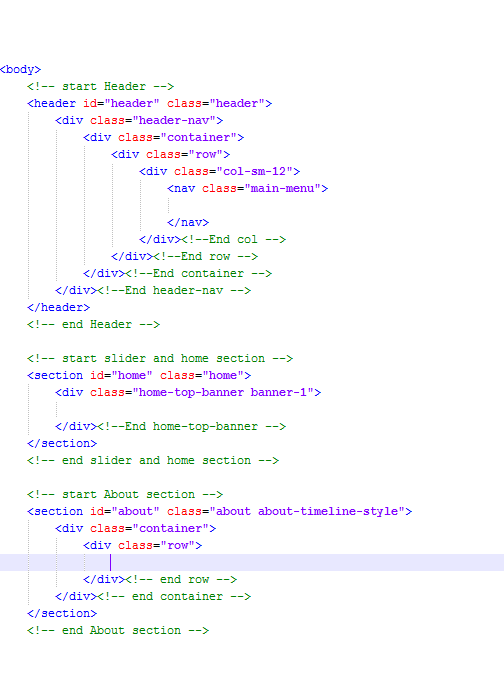 <body>
<!-- start Header -->
<header id="header" class="header">
<div class="header-nav">
<div class="container">
<div class="row">
<div class="col-sm-12">
<nav class="main-menu">
</nav>
</div><!--End col -->
</div><!--End row -->
</div><!--End container -->
</div><!--End header-nav -->
</header>
<!-- end Header -->
<!-- start slider and home section -->
<section id="home" class="home">
<div class="home-top-banner banner-1">
</div><!--End home-top-banner -->
</section>
<!-- end slider and home section -->
<!-- start About section -->
<section id="about" class="about about-timeline-style">
<div class="container">
<div class="row">
</div><!-- end row -->
</div><!-- end container -->
</section>
<!-- end About section -->